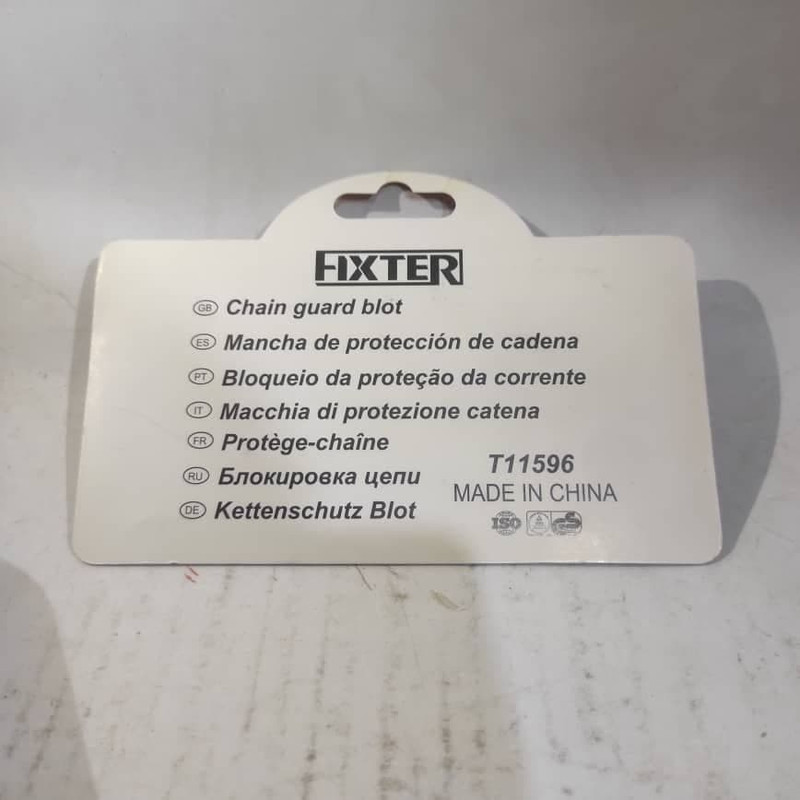 FIXTER
GB Chain guard blot
ES Mancha de protección de cadena
PT Bloqueio da proteção da corrente
IT Macchia di protezione catena
FR Protège-chaîne
RU Блокировка цепи
DE Kettenschutz Blot
T11596
MADE IN CHINA
ISO GS